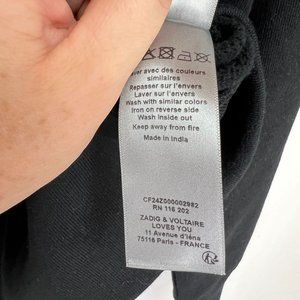 Laver avec des couleurs
similaires
Repasser sur l'envers
Laver sur l'envers
Wash with similar colors
Iron on reverse side
Wash inside out
Keep away from fire
Made in India
CF24Z000002982
RN 116 202
ZADIG & VOLTAIRE
LOVES YOU
11 Avenue d'Iéna
75116 Paris - FRANCE